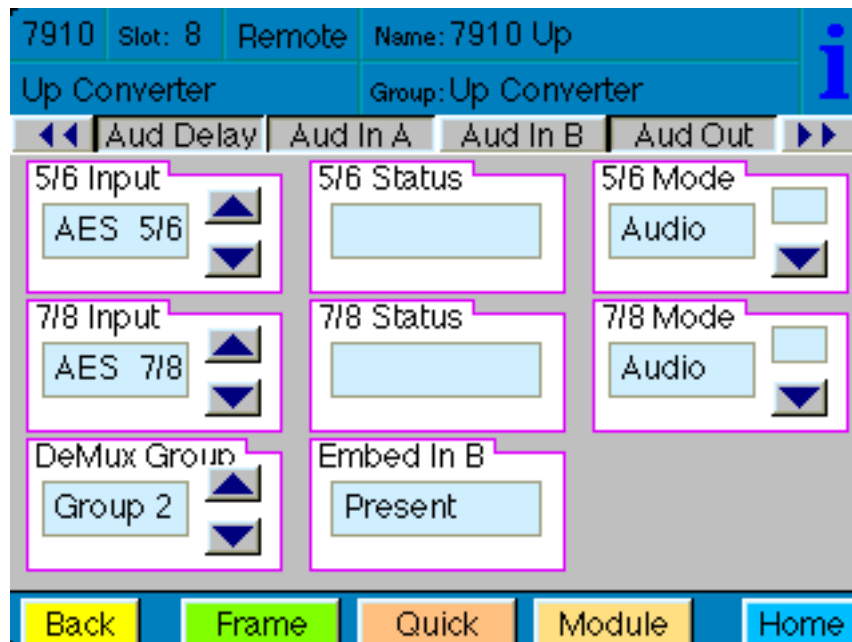 7910 Slot: 8 Remote Name: 7910 Up i
Up Converter Group: Up Converter
Aud Delay Aud In A Aud In B Aud Out
5/6 Input 5/6 Status 5/6 Mode
AES 5/6 Audio
7/8 Input 7/8 Status 7/8 Mode
AES 7/8 Audio
DeMux Group Embed In B
Group 2 Present
Back Frame Quick Module Home